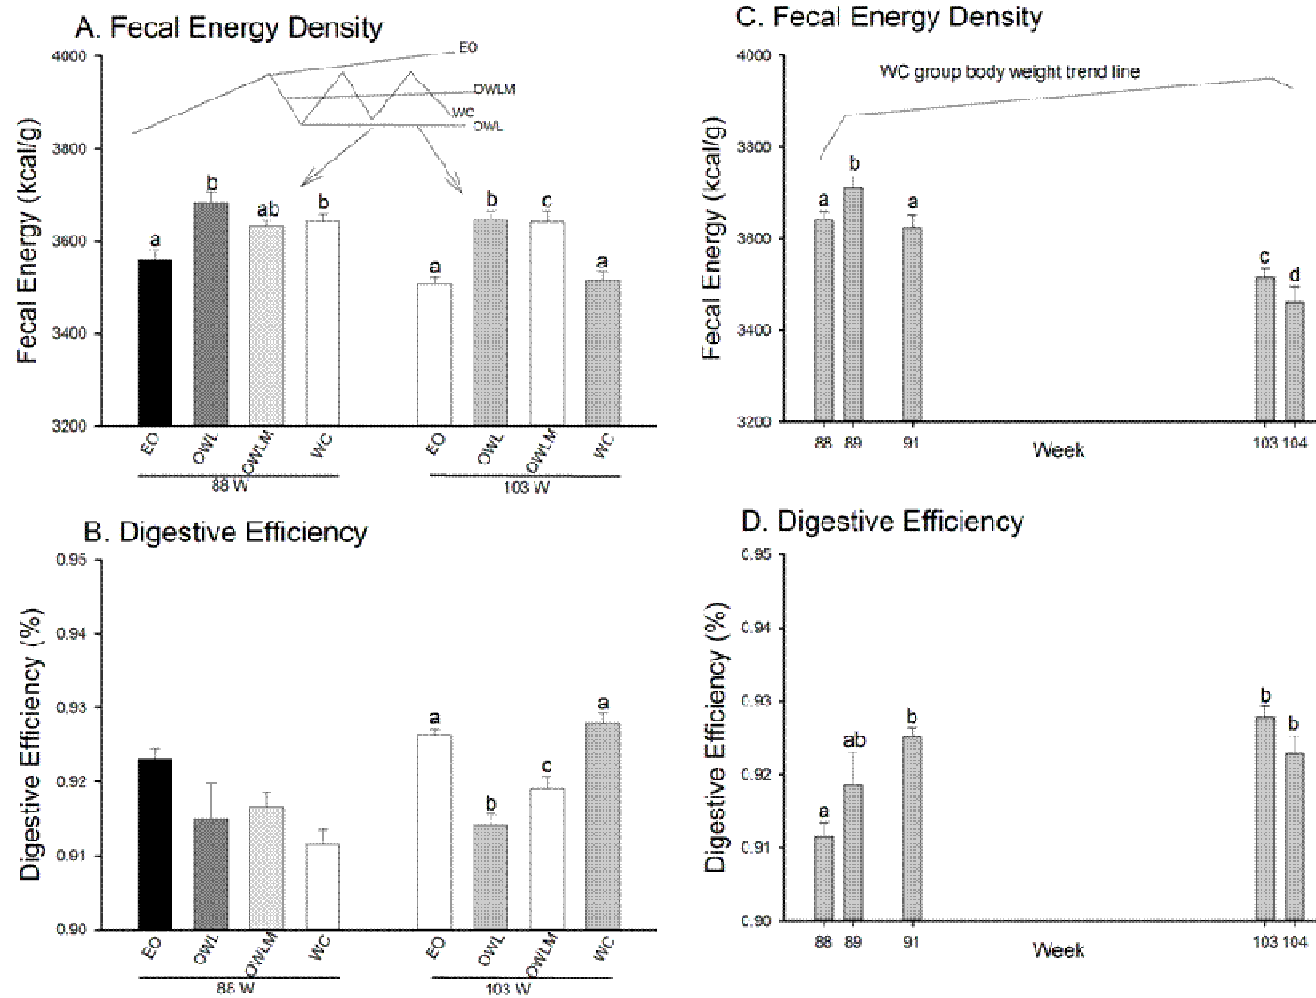 A. Fecal Energy Density
4000
3800
3600
3400
3200
Fecal Energy (kcal/g)
EO
OWLM
WC
OWL
a
b
ab
b
a
b
c
a
EO
OWL
OWLM
WC
EO
OWL
OWLM
WC
88 W
103 W
C. Fecal Energy Density
4000
3800
3600
3400
3200
Fecal Energy (kcal/g)
WC group body weight trend line
a
b
a
c
d
88
89
91
Week
103
104
B. Digestive Efficiency
0.95
0.94
0.93
0.92
0.91
0.90
Digestive Efficiency (%)
a
b
c
a
EO
OWL
OWLM
WC
EO
OWL
OWLM
WC
88 W
103 W
D. Digestive Efficiency
0.95
0.94
0.93
0.92
0.91
0.90
Digestive Efficiency (%)
a
ab
b
b
b
88
89
91
Week
103
104